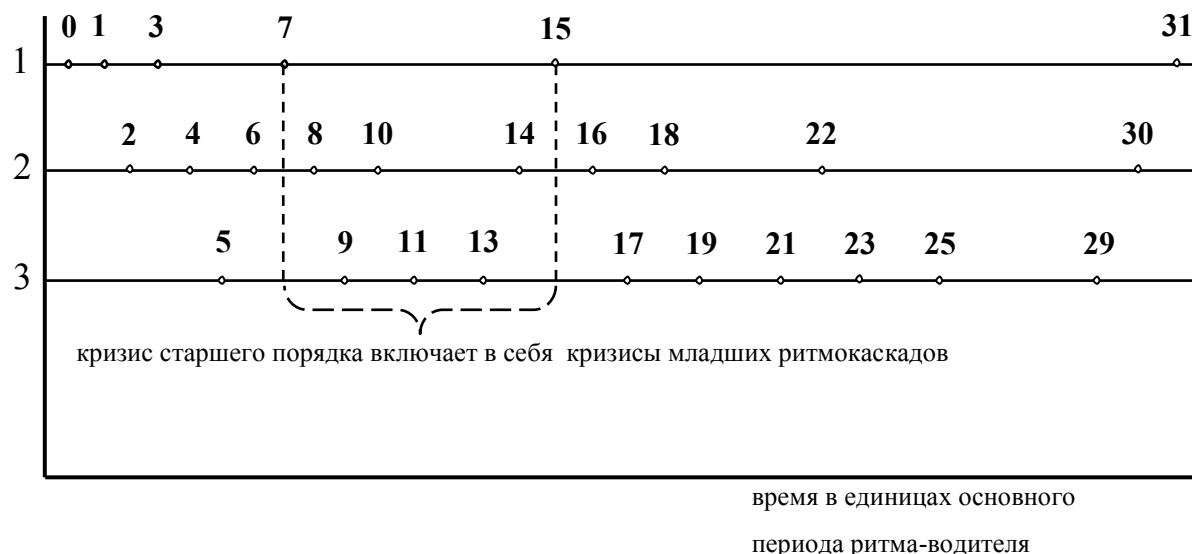 0 1 3 7 15 31
1
2 4 6 8 10 14 16 18 22 30
2
5 9 11 13 17 19 21 23 25 29
3
кризис старшего порядка включает в себя кризисы младших ритмокаскадов
время в единицах основного
периода ритма-водителя